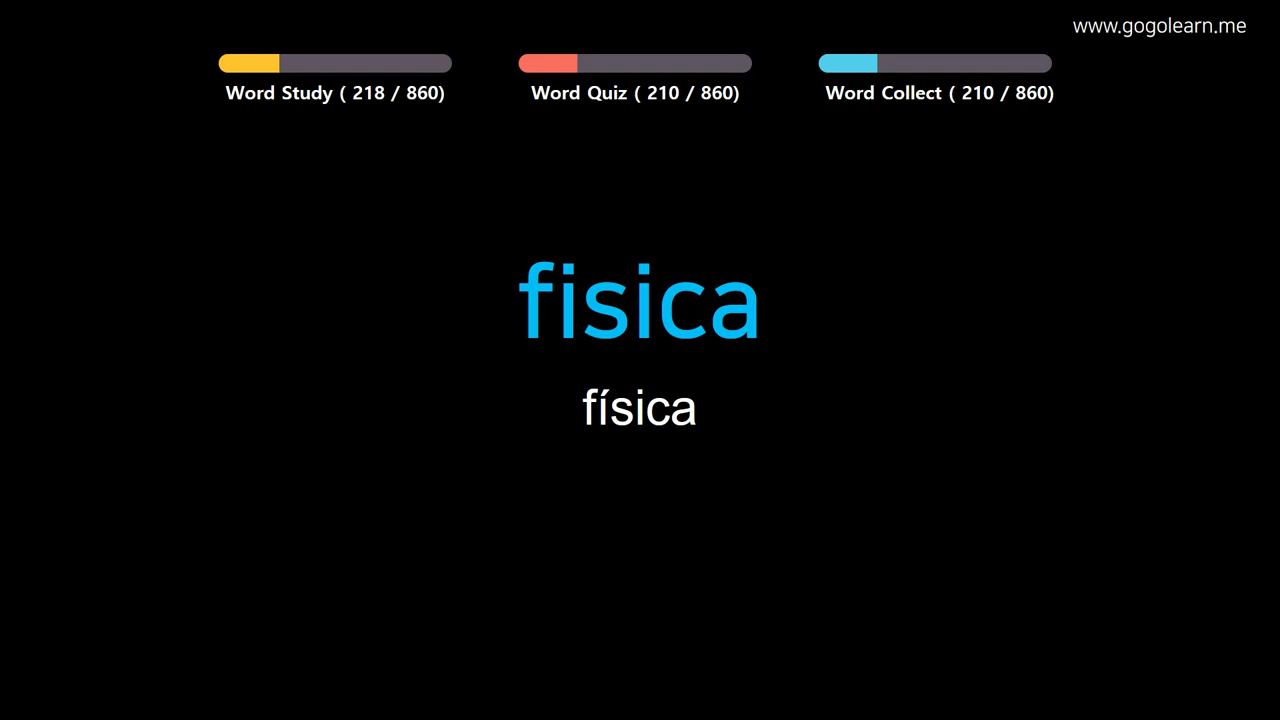 www.gogolearn.me
Word Study ( 218 / 860)
Word Quiz ( 210 / 860)
Word Collect ( 210 / 860)
fisica
física